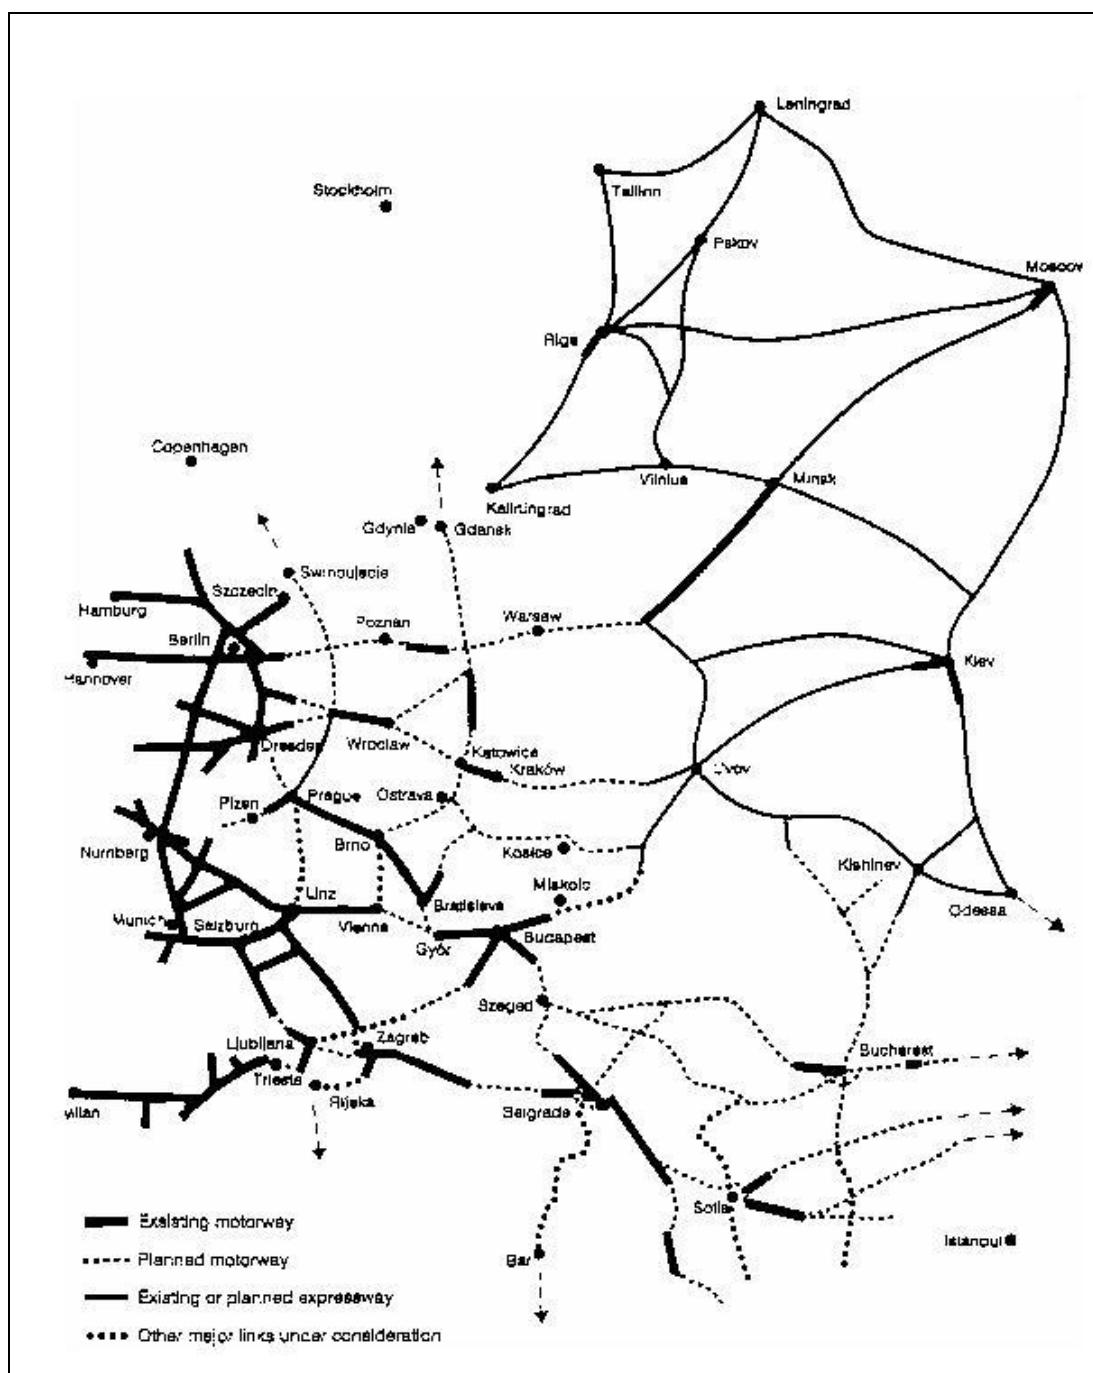 Leningrad
Tallinn
Stockholm
Pskov
Moscow
Riga
Copenhagen
Vilnius
Minsk
Kaliningrad
Gdynia
Gdansk
Swinoujscie
Szczecin
Hamburg
Poznan
Warsaw
Berlin
Kiev
Hannover
Dresden
Wroclaw
Katowice
Kraków
Lvov
Plzen
Prague
Ostrava
Brno
Kosice
Kishinev
Nurnberg
Miskolc
Linz
Bratislava
Odessa
Munich
Salzburg
Vienna
Budapest
Györ
Szeged
Ljubljana
Zagreb
Bucharest
Trieste
Rijeka
Milan
Belgrade
Sofia
Existing motorway
Planned motorway
Existing or planned expressway
Other major links under consideration
Bar
Istanbul